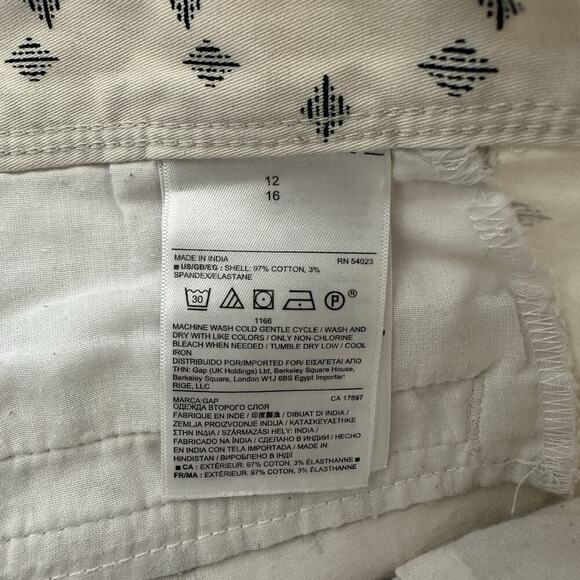 12
16
MADE IN INDIA RN 54023
■ US/GB/EG : SHELL: 97% COTTON, 3%
SPANDEX/ELASTANE
30 P ®
1166
MACHINE WASH COLD GENTLE CYCLE / WASH AND
DRY WITH LIKE COLORS / ONLY NON-CHLORINE
BLEACH WHEN NEEDED / TUMBLE DRY LOW / COOL
IRON
DISTRIBUIDO POR/IMPORTED FOR/ ΕΙΣΑΓΕΤΑΙ ΑΠΟ
ΤΗΝ: Gap (UK Holdings) Ltd, Berkeley Square House,
Berkeley Square, London W1J 6BS Egypt Importer:
RIGE, LLC
MARCA:GAP CA 17897
ОДЕЖДА ВТОРОГО СЛОЯ
FABRIQUE EN INDE / 印度製造 / DIBUAT DI INDIA /
ZEMLJA PROIZVODNJE INDIJA / ΚΑΤΑΣΚΕΥΑΣΤΗΚΕ
ΣΤΗΝ INDIA / SZÁRMAZÁSI HELY: INDIA /
FABRICADO NA ÍNDIA / СДЕЛАНО В ИНДИИ / HECHO
EN INDIA CON TELA IMPORTADA / MADE IN
HINDISTAN / ВИРОБЛЕНО В ІНДІЇ
■ CA : EXTÉRIEUR: 97% COTON, 3% ÉLASTHANNE
FR/MA : EXTÉRIEUR: 97% COTON, 3% ÉLASTHANNE